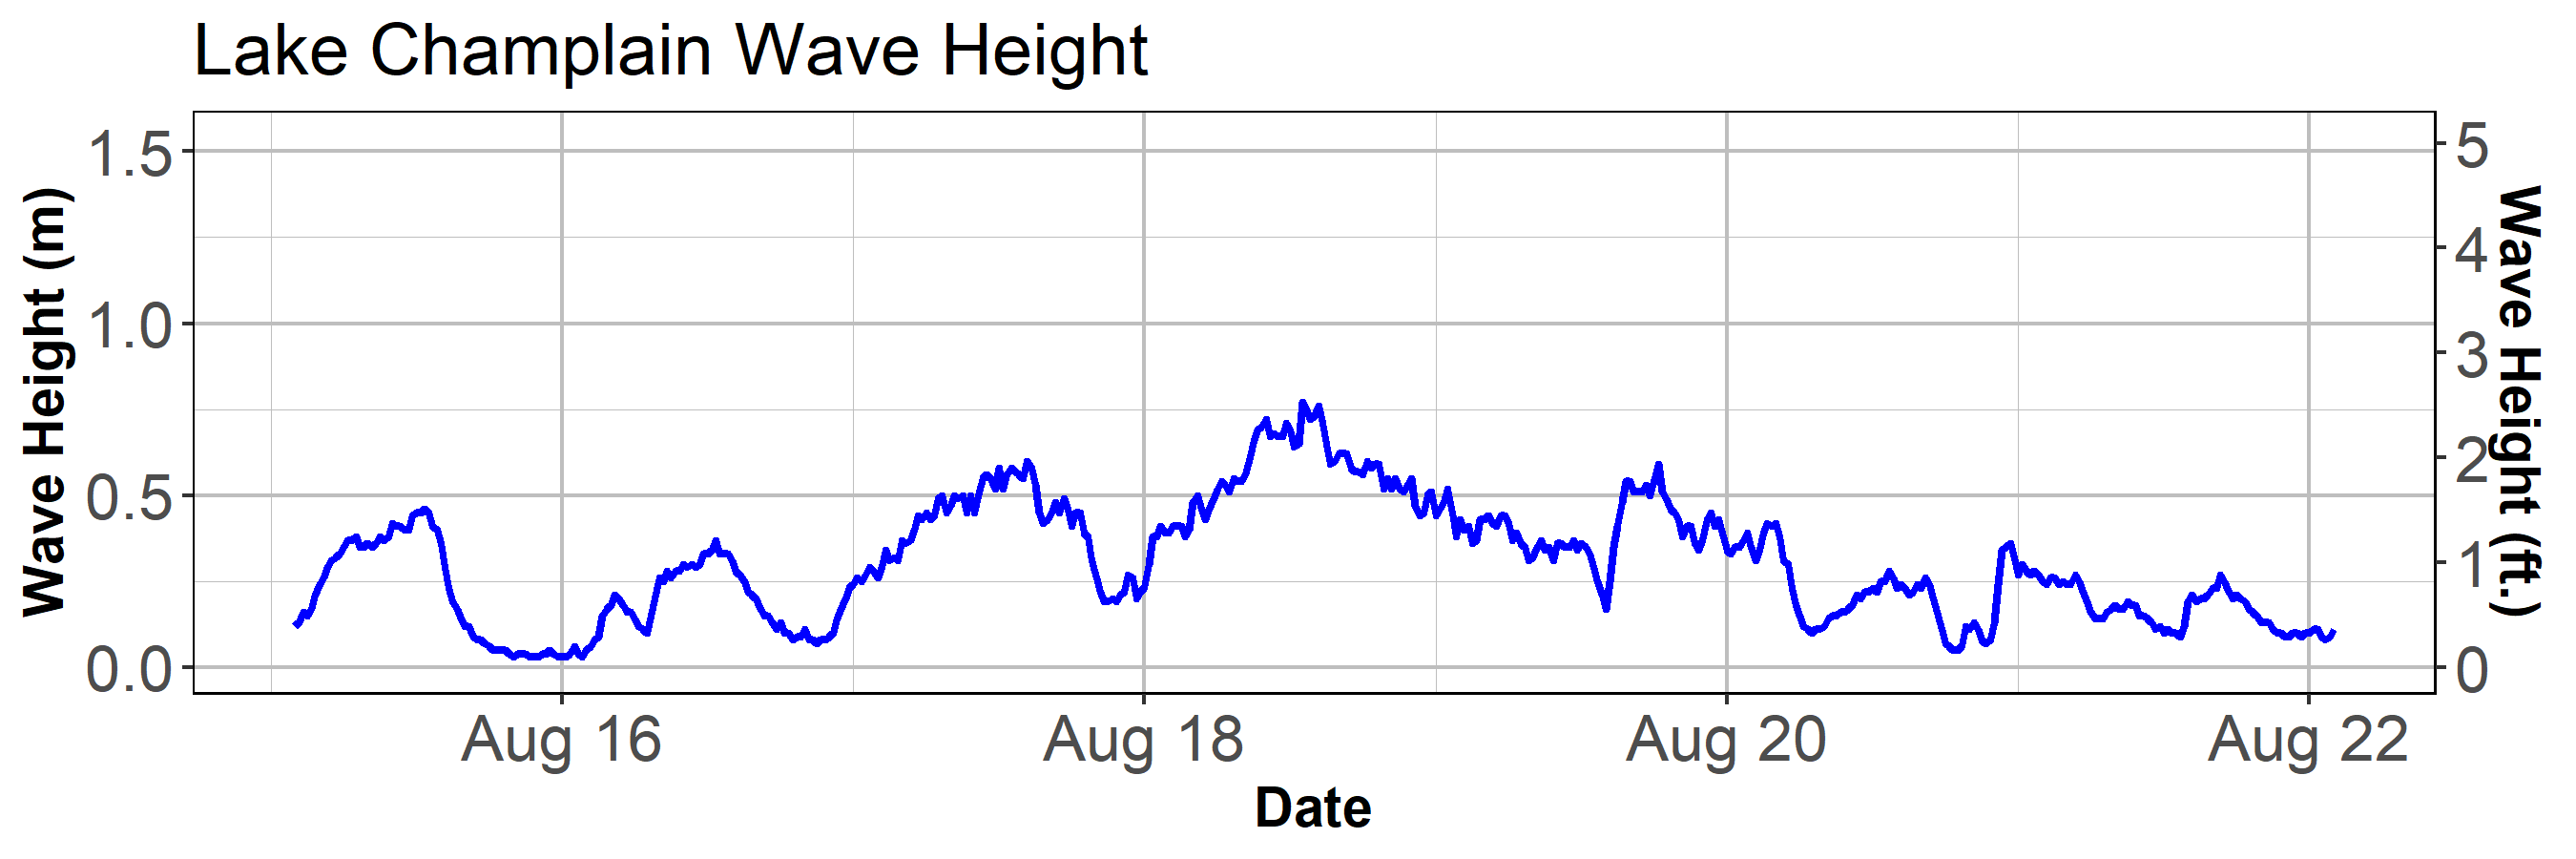 Lake Champlain Wave Height
Wave Height (m)
1.5
1.0
0.5
0.0
5
4
3
2
1
0
Wave Height (ft.)
Aug 16 Aug 18 Aug 20 Aug 22
Date